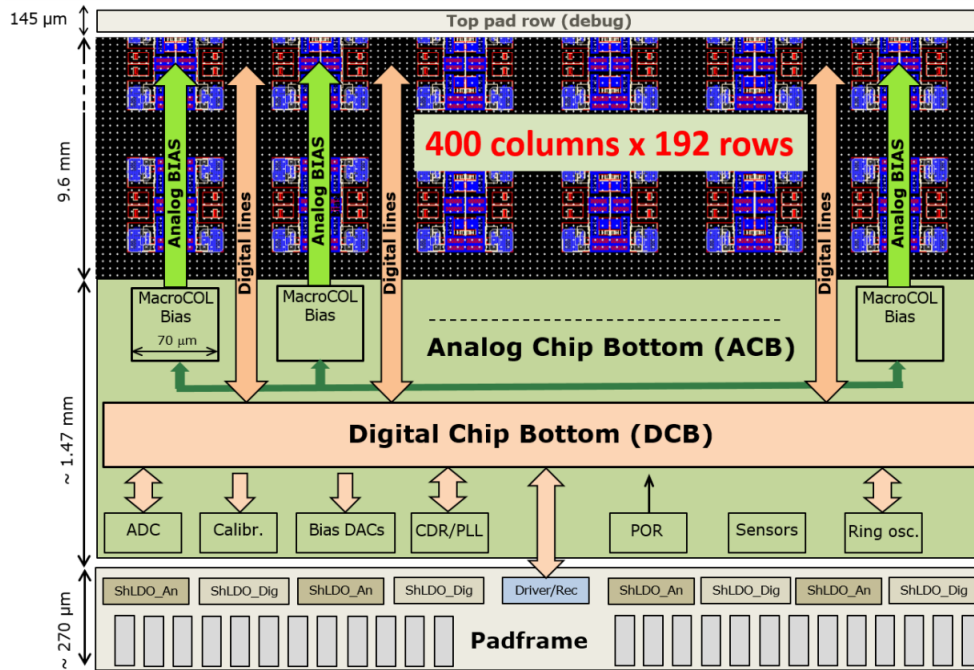 145 µm
Top pad row (debug)
9.6 mm
400 columns x 192 rows
Analog BIAS
Digital lines
Analog BIAS
Digital lines
Digital lines
Analog BIAS
MacroCOL
Bias
70 µm
MacroCOL
Bias
MacroCOL
Bias
Analog Chip Bottom (ACB)
~ 1.47 mm
Digital Chip Bottom (DCB)
ADC
Calibr.
Bias DACs
CDR/PLL
POR
Sensors
Ring osc.
~ 270 µm
ShLDO_An
ShLDO_Dig
ShLDO_An
ShLDO_Dig
Driver/Rec
ShLDO_An
ShLDO_Dig
ShLDO_An
ShLDO_Dig
Padframe